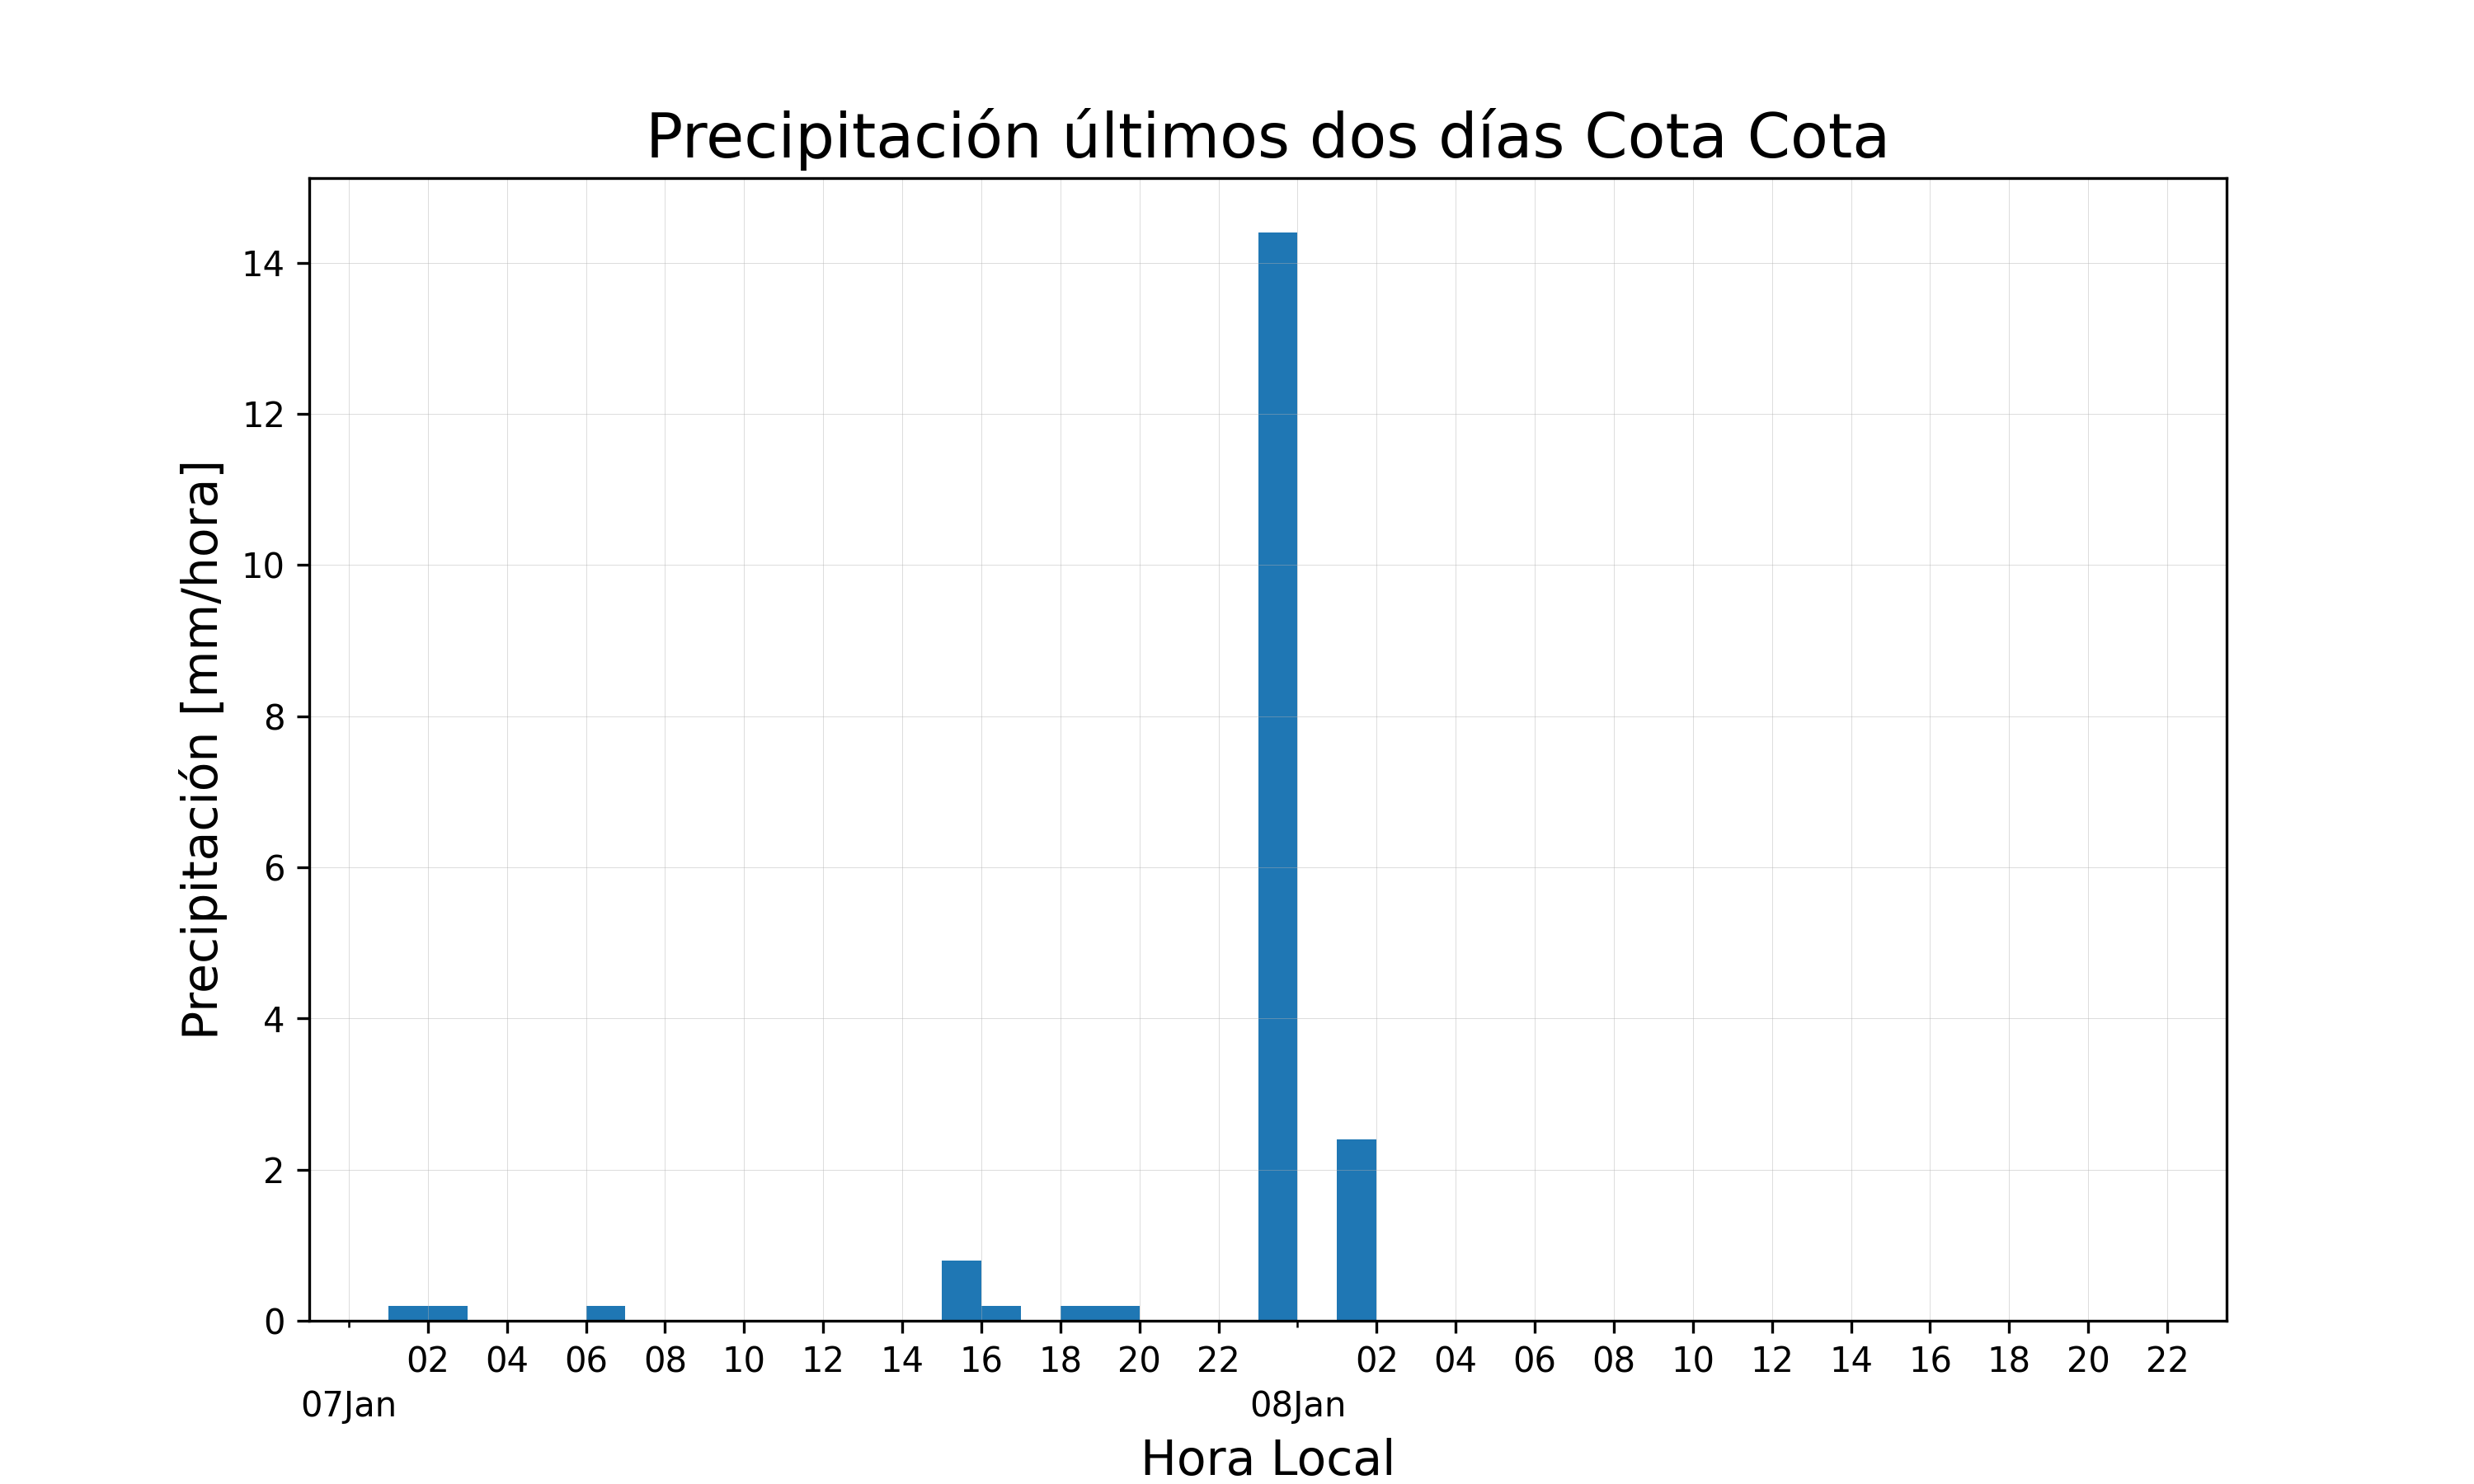 Precipitación últimos dos días Cota Cota
Precipitación [mm/hora]
14
12
10
8
6
4
2
0
02 04 06 08 10 12 14 16 18 20 22 02 04 06 08 10 12 14 16 18 20 22
07Jan 08Jan
Hora Local